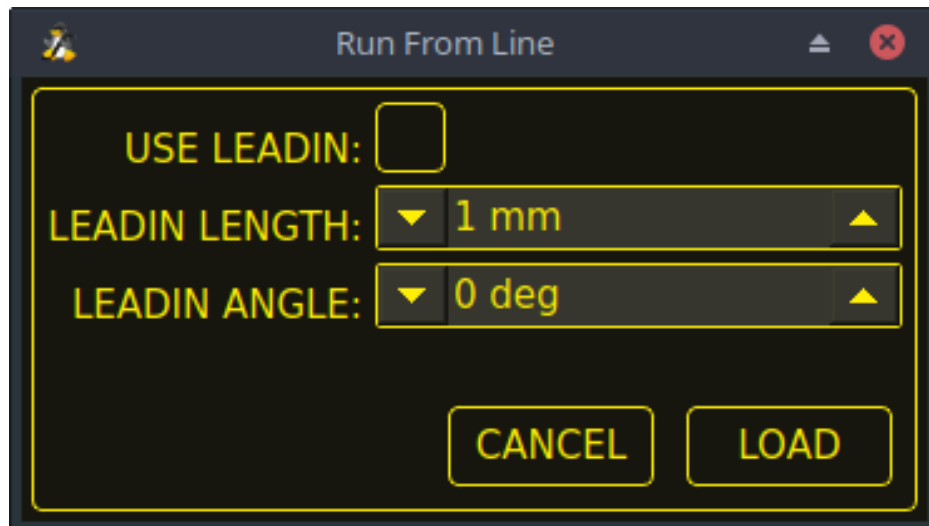 Run From Line
USE LEADIN:
LEADIN LENGTH: 1 mm
LEADIN ANGLE: 0 deg
CANCEL LOAD